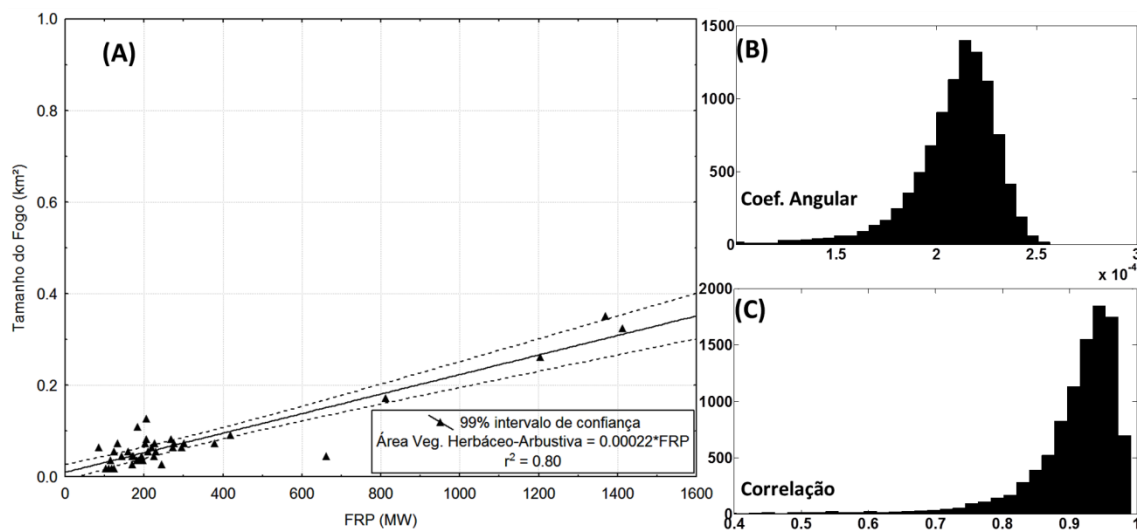 (A)
1.0
0.8
0.6
0.4
0.2
0.0
Tamanho do Fogo (km²)
0 200 400 600 800 1000 1200 1400 1600
FRP (MW)
99% intervalo de confiança
Área Veg. Herbáceo-Arbustiva = 0.00022*FRP
r² = 0.80
(B)
1500
1000
500
0
Coef. Angular
1.5 2 2.5 3
x 10⁻⁴
(C)
2000
1500
1000
500
0
Correlação
0.4 0.5 0.6 0.7 0.8 0.9 1